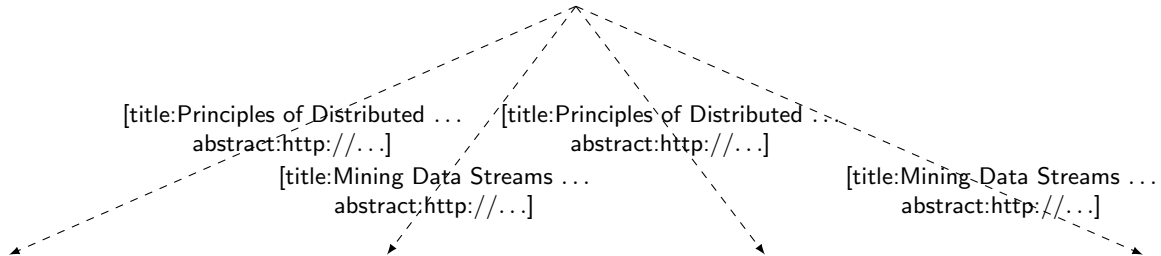 [title:Principles of Distributed ...
abstract:http://...]
[title:Principles of Distributed ...
abstract:http://...]
[title:Mining Data Streams ...
abstract:http://...]
[title:Mining Data Streams ...
abstract:http://...]